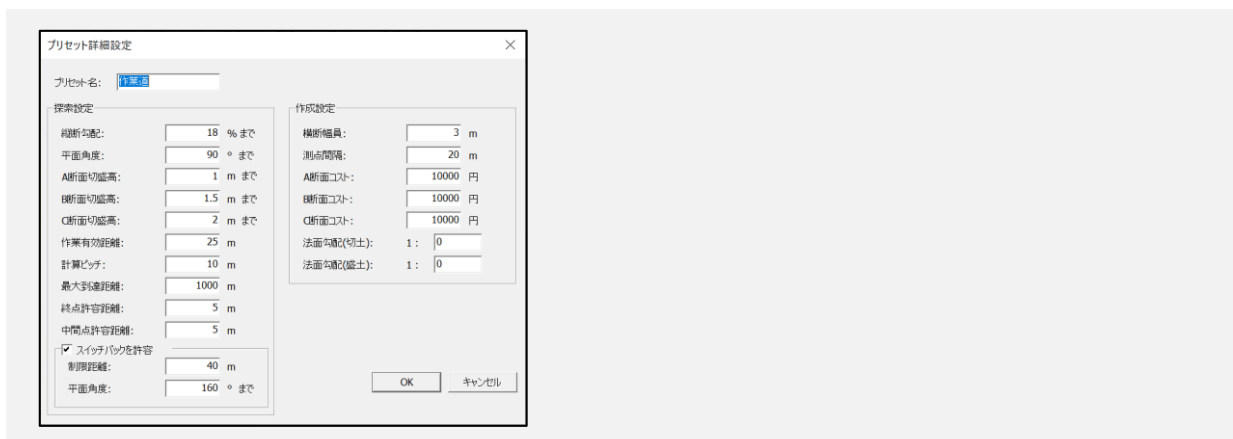 プリセット詳細設定
プリセット名: 作業道
探索設定
縦断勾配: 18 % まで
平面角度: 90 ° まで
A断面切盛高: 1 m まで
B断面切盛高: 1.5 m まで
C断面切盛高: 2 m まで
作業有効距離: 25 m
計算ピッチ: 10 m
最大到達距離: 1000 m
終点許容距離: 5 m
中間点許容距離: 5 m
スイッチバックを許容
制限距離: 40 m
平面角度: 160 ° まで
作成設定
横断幅員: 3 m
測点間隔: 20 m
A断面コスト: 10000 円
B断面コスト: 10000 円
C断面コスト: 10000 円
法面勾配(切土): 1 : 0
法面勾配(盛土): 1 : 0
OK キャンセル